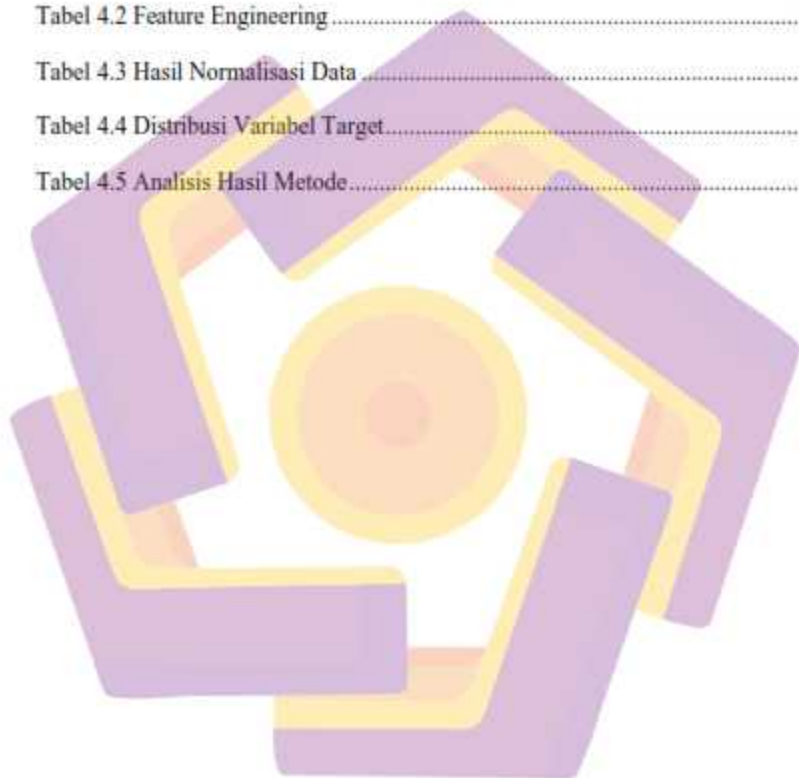 Tabel 4.2 Feature Engineering........................................................................
Tabel 4.3 Hasil Normalisasi Data ..................................................................
Tabel 4.4 Distribusi Variabel Target..............................................................
Tabel 4.5 Analisis Hasil Metode....................................................................